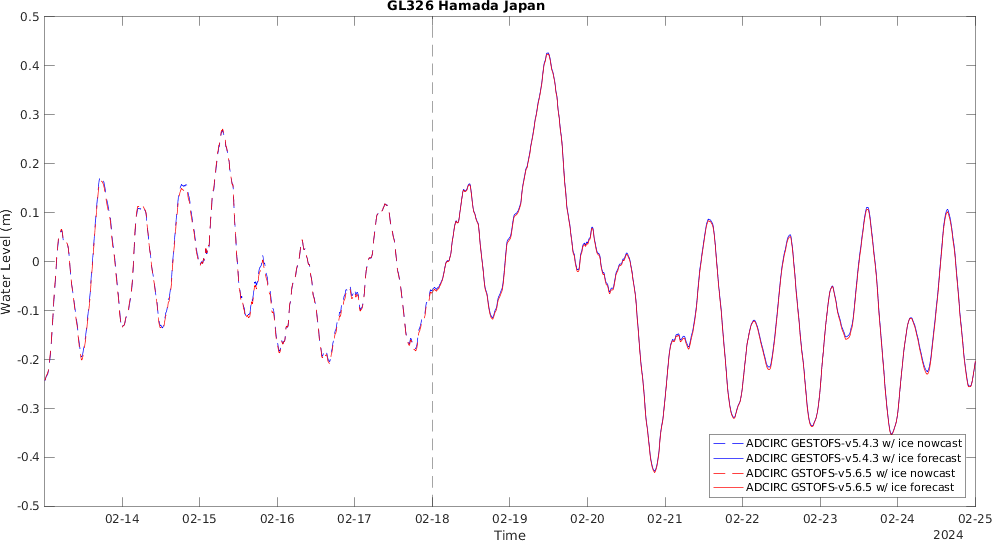 GL326 Hamada Japan
0.5
0.4
0.3
0.2
0.1
0
-0.1
-0.2
-0.3
-0.4
-0.5
Water Level (m)
ADCIRC GESTOFS-v5.4.3 w/ ice nowcast
ADCIRC GESTOFS-v5.4.3 w/ ice forecast
ADCIRC GSTOFS-v5.6.5 w/ ice nowcast
ADCIRC GSTOFS-v5.6.5 w/ ice forecast
02-14 02-15 02-16 02-17 02-18 02-19 02-20 02-21 02-22 02-23 02-24 02-25
Time
2024